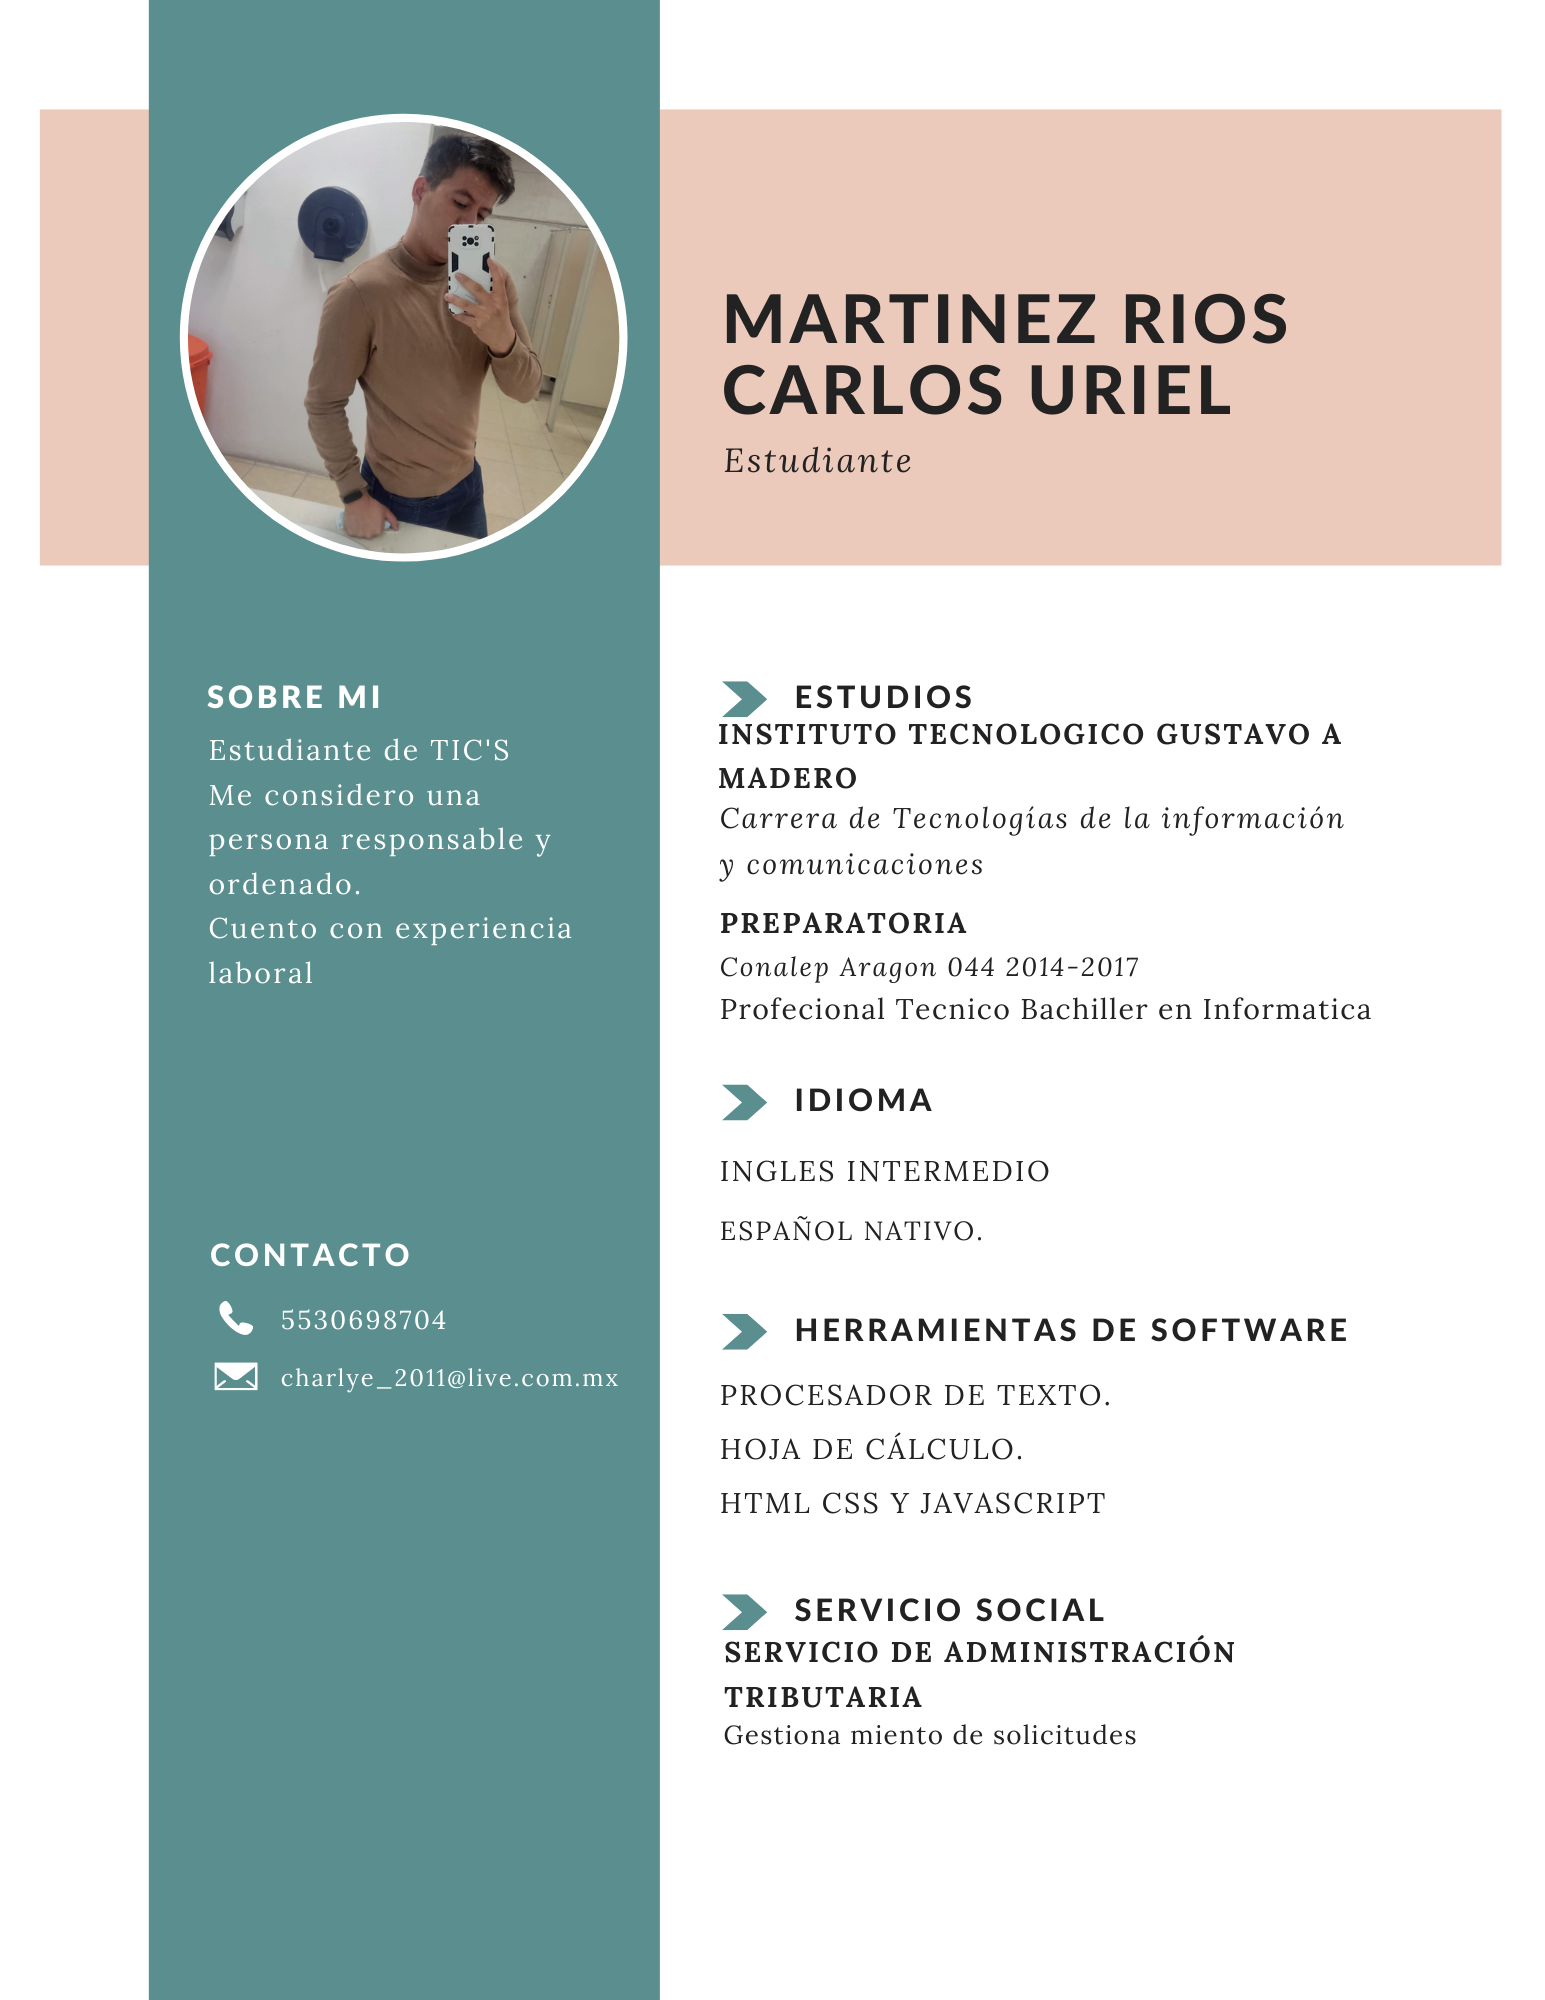 MARTINEZ RIOS
CARLOS URIEL
Estudiante
SOBRE MI
Estudiante de TIC'S
Me considero una
persona responsable y
ordenado.
Cuento con experiencia
laboral
CONTACTO
5530698704
charlye_2011@live.com.mx
ESTUDIOS
INSTITUTO TECNOLOGICO GUSTAVO A
MADERO
Carrera de Tecnologías de la información
y comunicaciones
PREPARATORIA
Conalep Aragon 044 2014-2017
Profecional Tecnico Bachiller en Informatica
IDIOMA
INGLES INTERMEDIO
ESPAÑOL NATIVO.
HERRAMIENTAS DE SOFTWARE
PROCESADOR DE TEXTO.
HOJA DE CÁLCULO.
HTML CSS Y JAVASCRIPT
SERVICIO SOCIAL
SERVICIO DE ADMINISTRACIÓN
TRIBUTARIA
Gestiona miento de solicitudes